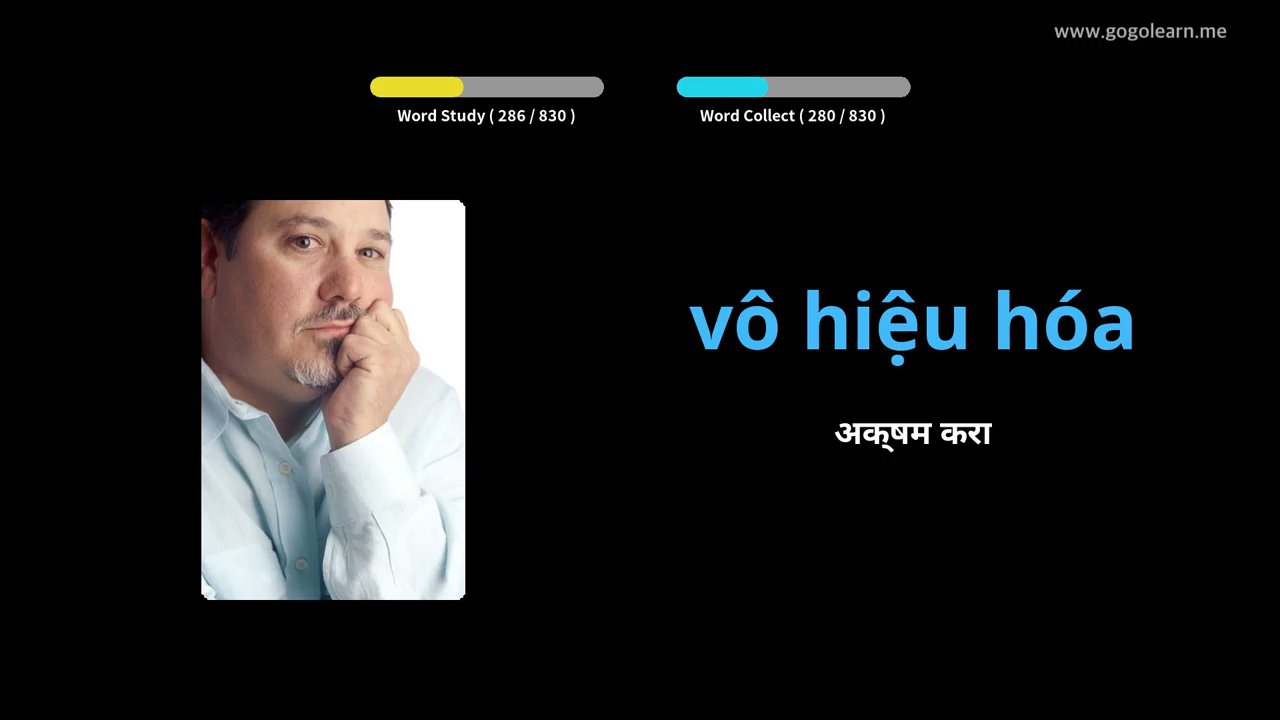 www.gogolearn.me
Word Study ( 286 / 830 )
Word Collect ( 280 / 830 )
vô hiệu hóa
अक्षम करा